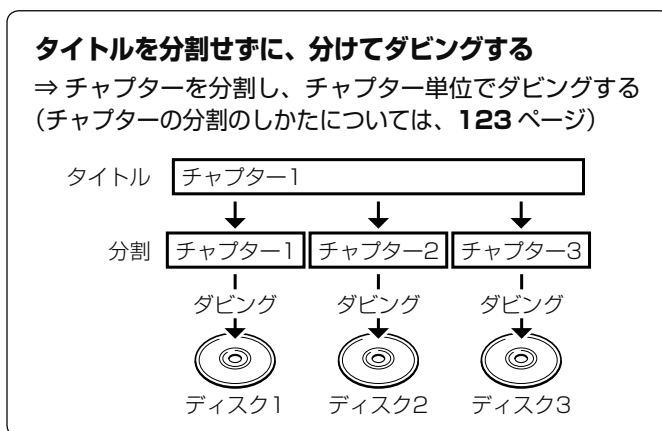 タイトルを分割せずに、分けてダビングする
⇒ チャプターを分割し、チャプター単位でダビングする
（チャプターの分割のしかたについては、123 ページ）
タイトル チャプター1
分割 チャプター1 チャプター2 チャプター3
ダビング ダビング ダビング
ディスク1 ディスク2 ディスク3